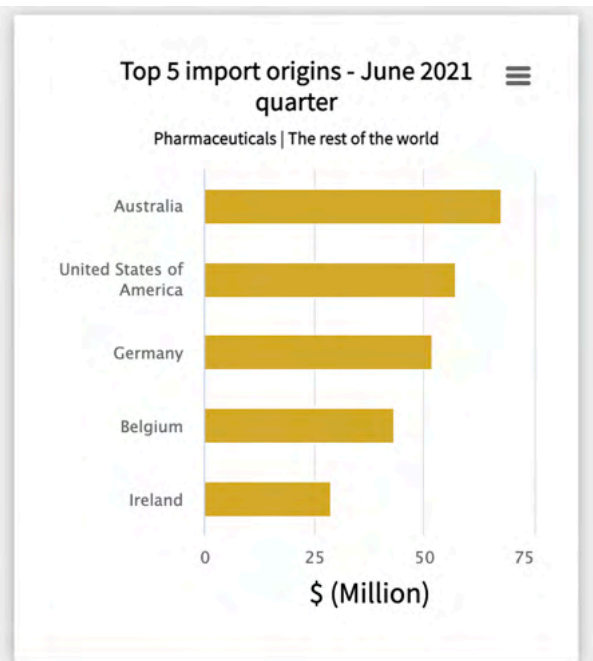 Top 5 import origins - June 2021
quarter
Pharmaceuticals | The rest of the world
Australia
United States of
America
Germany
Belgium
Ireland
0 25 50 75
$ (Million)